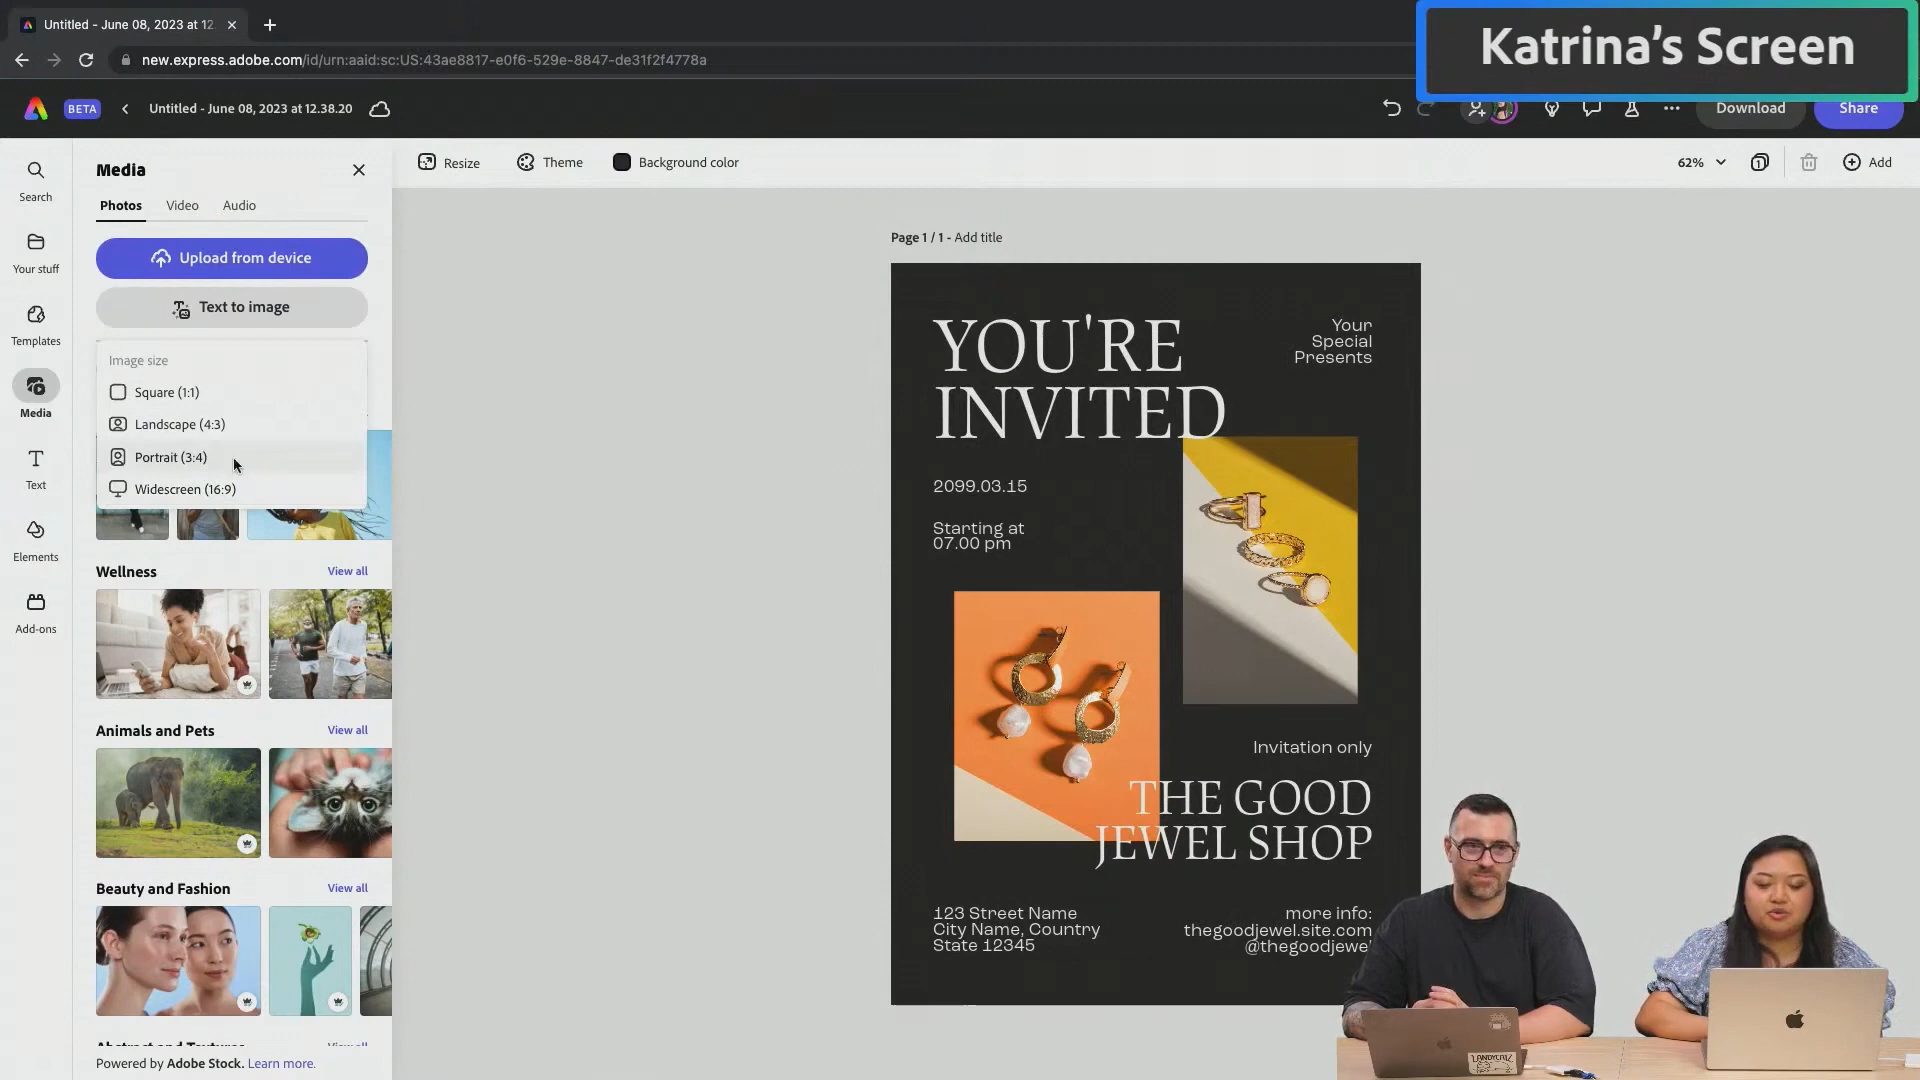 Untitled - June 08, 2023 at 12.
Katrina's Screen
new.express.adobe.com/id/urn:aaid:sc:US:43ae8817-e0f6-529e-8847-de31f2f4778a
BETA
Untitled - June 08, 2023 at 12.38.20
Download
Share
Search
Your stuff
Templates
Media
Text
Elements
Add-ons
Media
Photos
Video
Audio
Upload from device
Text to image
Image size
Square (1:1)
Landscape (4:3)
Portrait (3:4)
Widescreen (16:9)
Wellness
View all
Animals and Pets
View all
Beauty and Fashion
View all
Powered by Adobe Stock. Learn more.
Resize
Theme
Background color
62%
1
Add
Page 1 / 1 - Add title
YOU'RE
INVITED
Your
Special
Presents
2099.03.15
Starting at
07.00 pm
Invitation only
THE GOOD
JEWEL SHOP
123 Street Name
City Name, Country
State 12345
more info:
thegoodjewel.site.com
@thegoodjewel